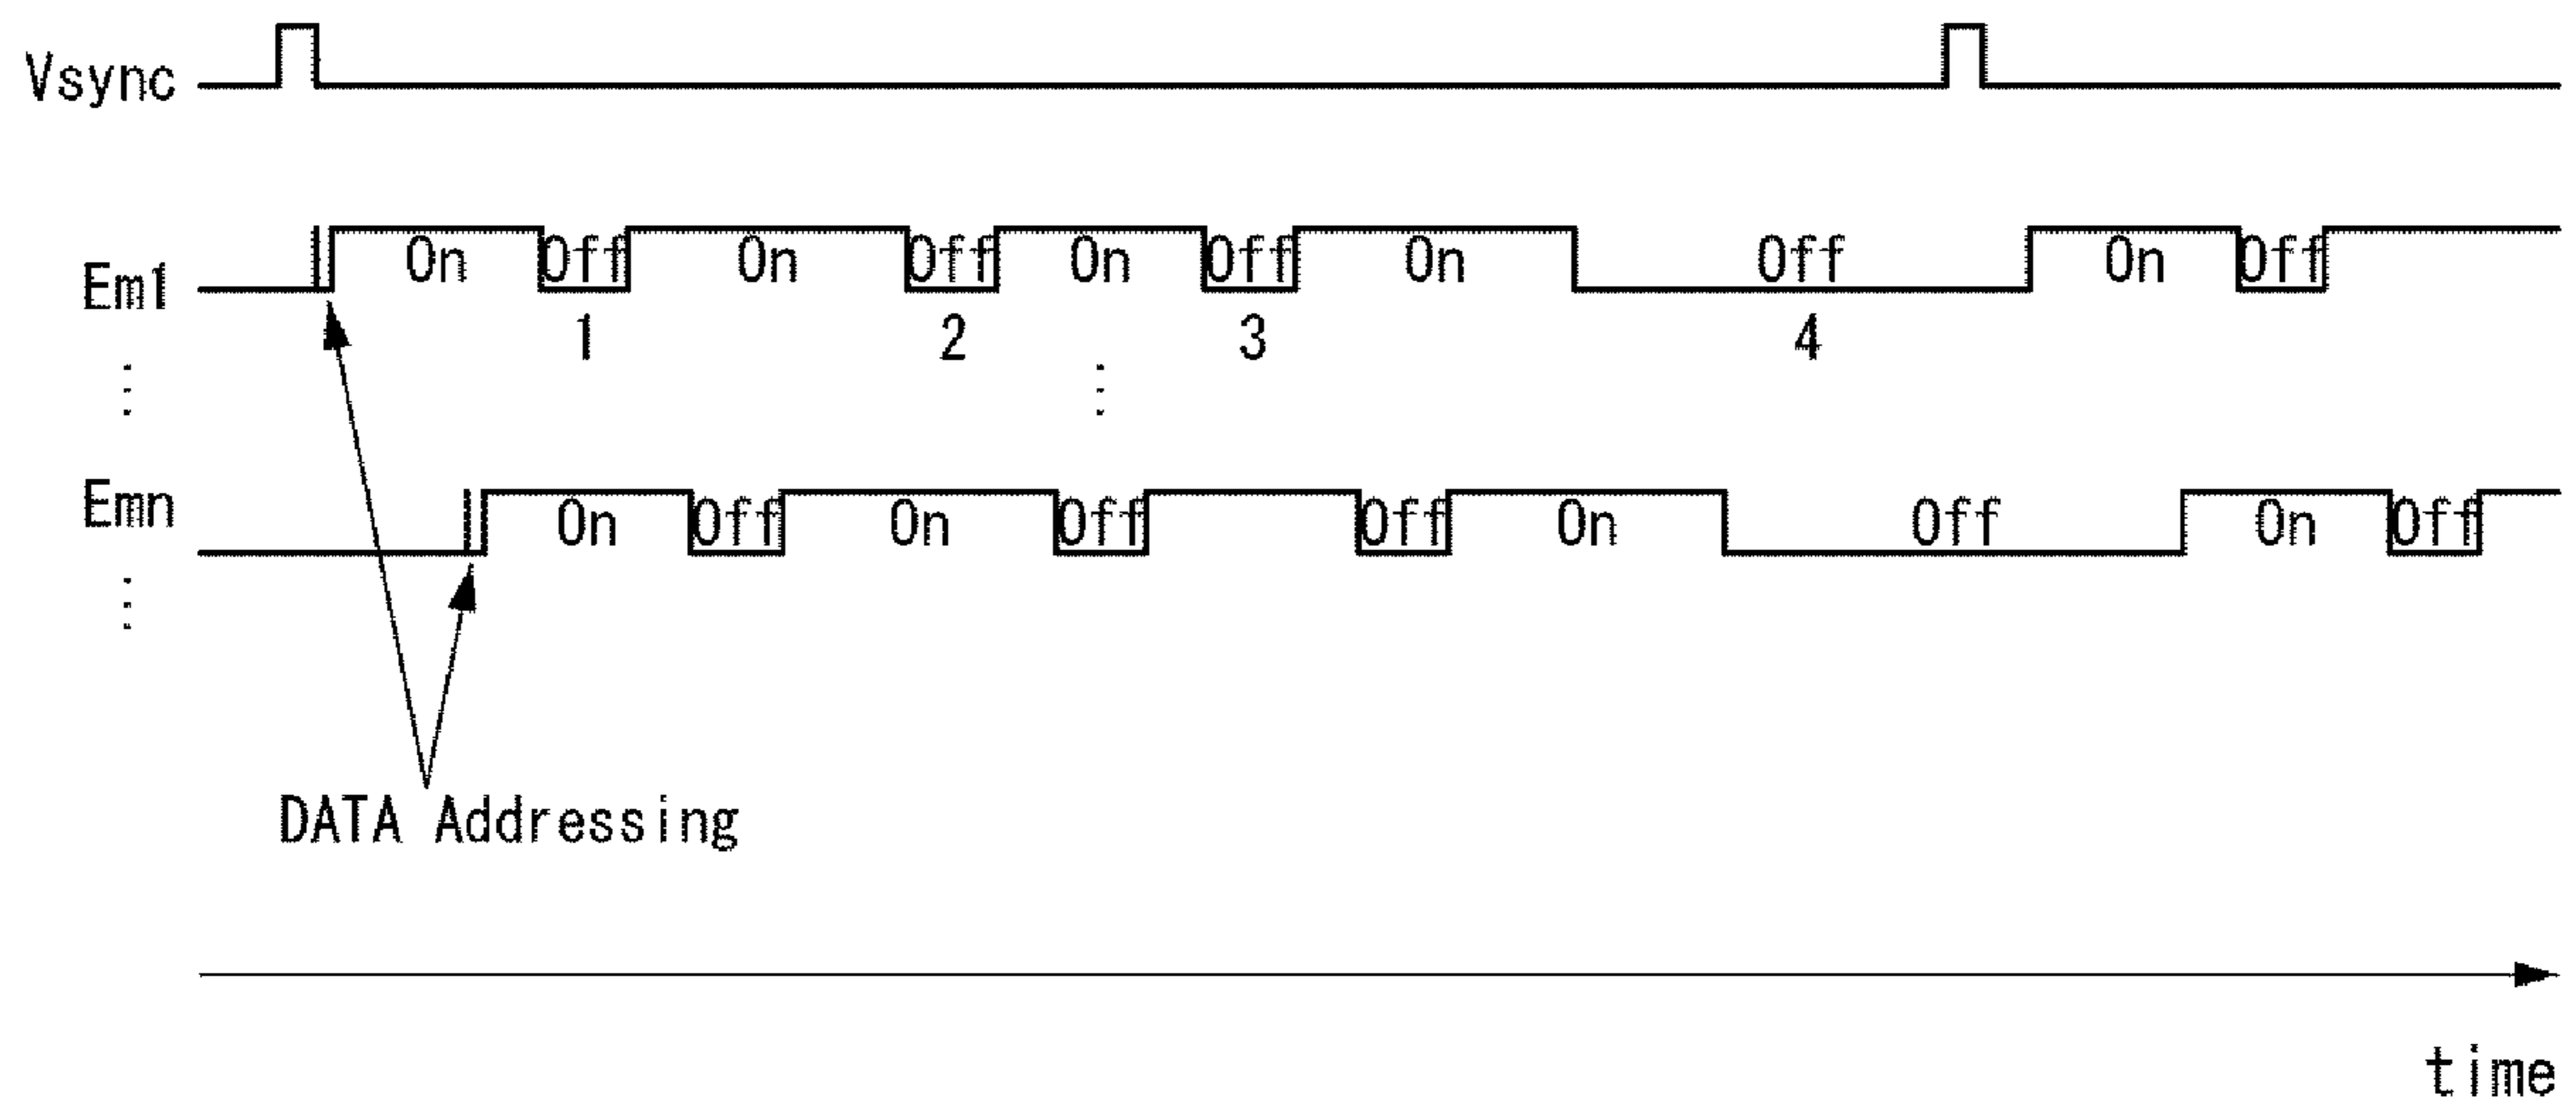 Vsync
On Off On Off On Off On Off On Off
Em1
1 2 3 4
On Off On Off Off On Off On Off
Emn
DATA Addressing
time